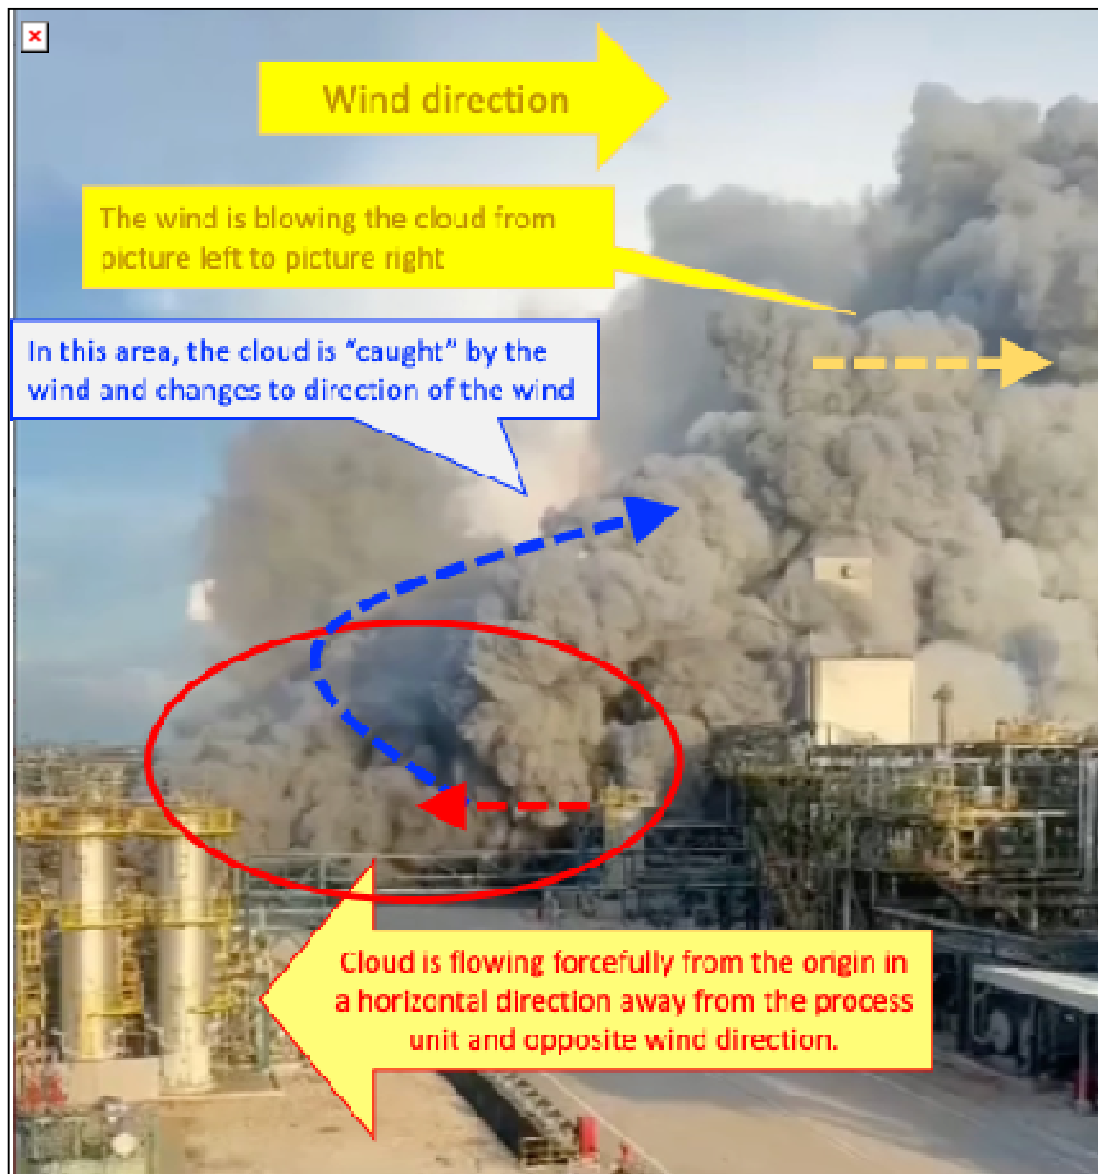 Wind direction
The wind is blowing the cloud from
picture left to picture right
In this area, the cloud is “caught” by the
wind and changes to direction of the wind
Cloud is flowing forcefully from the origin in
a horizontal direction away from the process
unit and opposite wind direction.